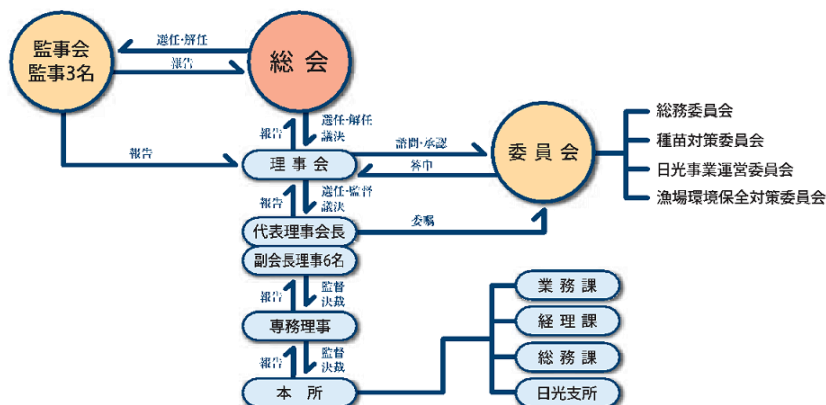 監事会
監事3名
選任・解任
報告
総会
報告
選任・解任
議決
報告
理事会
諮問・承認
答申
委員会
総務委員会
種苗対策委員会
日光事業運営委員会
漁場環境保全対策委員会
報告
選任・監督
議決
代表理事会長
委嘱
副会長理事6名
報告
監督
決裁
専務理事
報告
監督
決裁
本所
業務課
経理課
総務課
日光支所